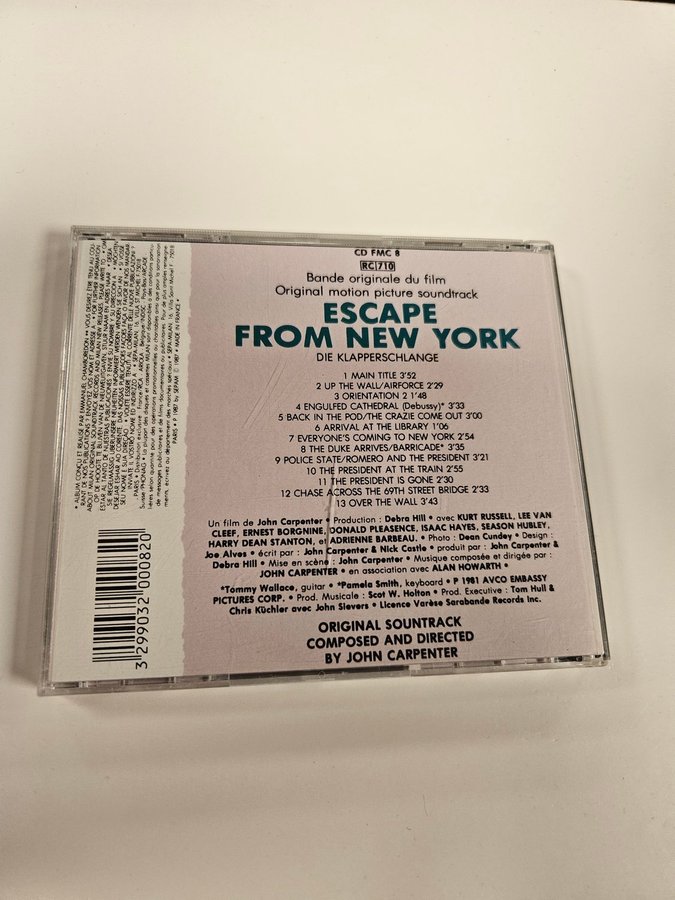 CD FMC 8
RC 710
Bande originale du film
Original motion picture soundtrack
ESCAPE
FROM NEW YORK
DIE KLAPPERSCHLANGE
1 MAIN TITLE 3'52
2 UP THE WALL/AIRFORCE 2'29
3 ORIENTATION 2 1'48
4 ENGULFED CATHEDRAL (Debussy)* 3'33
5 BACK IN THE POD/THE CRAZIE COME OUT 3'00
6 ARRIVAL AT THE LIBRARY 1'06
7 EVERYONE'S COMING TO NEW YORK 2'54
8 THE DUKE ARRIVES/BARRICADE* 3'35
9 POLICE STATE/ROMERO AND THE PRESIDENT 3'21
10 THE PRESIDENT AT THE TRAIN 2'55
11 THE PRESIDENT IS GONE 2'30
12 CHASE ACROSS THE 69TH STREET BRIDGE 2'33
13 OVER THE WALL 3'43
Un film de John Carpenter • Production : Debra Hill • avec KURT RUSSELL, LEE VAN
CLEEF, ERNEST BORGNINE, DONALD PLEASENCE, ISAAC HAYES, SEASON HUBLEY,
HARRY DEAN STANTON, et ADRIENNE BARBEAU. • Photo : Dean Cundey • Design :
Joe Alves • écrit par : John Carpenter & Nick Castle • produit par : John Carpenter &
Debra Hill • Mise en scène : John Carpenter • Musique composée et dirigée par :
JOHN CARPENTER • en association avec ALAN HOWARTH •
*Tommy Wallace, guitar • *Pamela Smith, keyboard • P 1981 AVCO EMBASSY
PICTURES CORP. • Prod. Musicale : Scot W. Holton • Prod. Executive : Tom Hull &
Chris Küchler avec John Sievers • Licence Varèse Sarabande Records Inc.
ORIGINAL SOUNTRACK
COMPOSED AND DIRECTED
BY JOHN CARPENTER
PARIS • P 1987 by SEPAM © 1987 • MADE IN FRANCE •
3 299032 000820